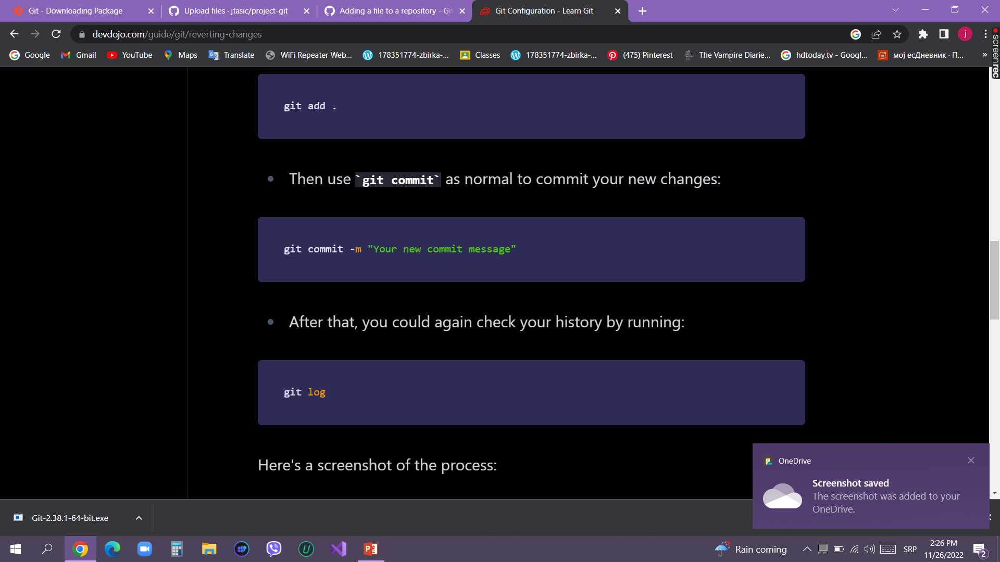 Git - Downloading Package
Upload files · jtasic/project-git
Adding a file to a repository - Git
Git Configuration - Learn Git
devdojo.com/guide/git/reverting-changes
j
Google
Gmail
YouTube
Maps
Translate
WiFi Repeater Web...
178351774-zbirka-...
Classes
178351774-zbirka-...
(475) Pinterest
The Vampire Diarie...
hdtoday.tv - Googl...
мој есДневник · П...
»
screenrec
git add .
Then use `git commit` as normal to commit your new changes:
git commit -m "Your new commit message"
After that, you could again check your history by running:
git log
Here's a screenshot of the process:
OneDrive
Screenshot saved
The screenshot was added to your
OneDrive.
Git-2.38.1-64-bit.exe
Rain coming
SRP
2:26 PM
11/26/2022
2